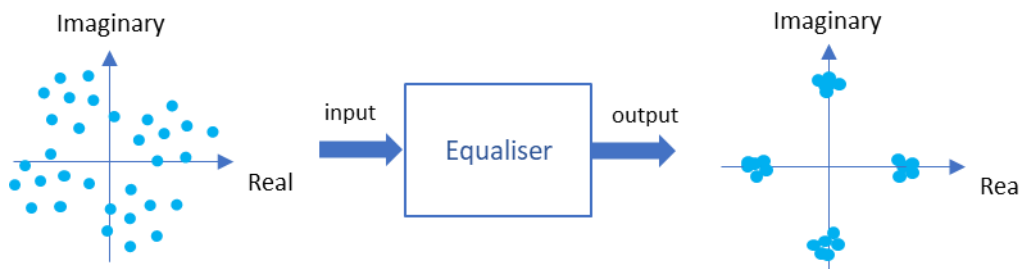 Imaginary
Real
input
Equaliser
output
Imaginary
Rea